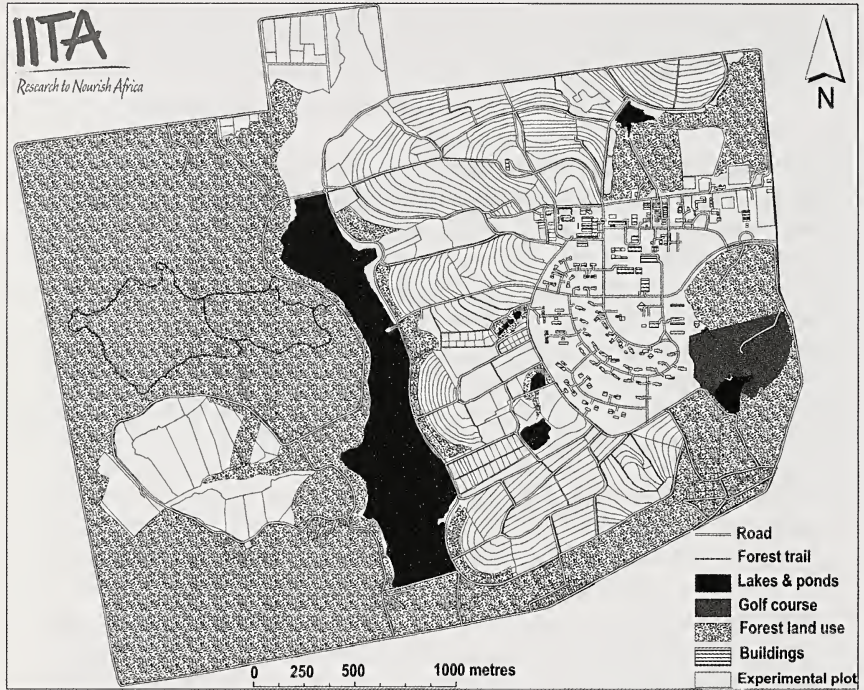 IITA
Research to Nourish Africa
N
Road
Forest trail
Lakes & ponds
Golf course
Forest land use
Buildings
Experimental plot
0 250 500 1000 metres